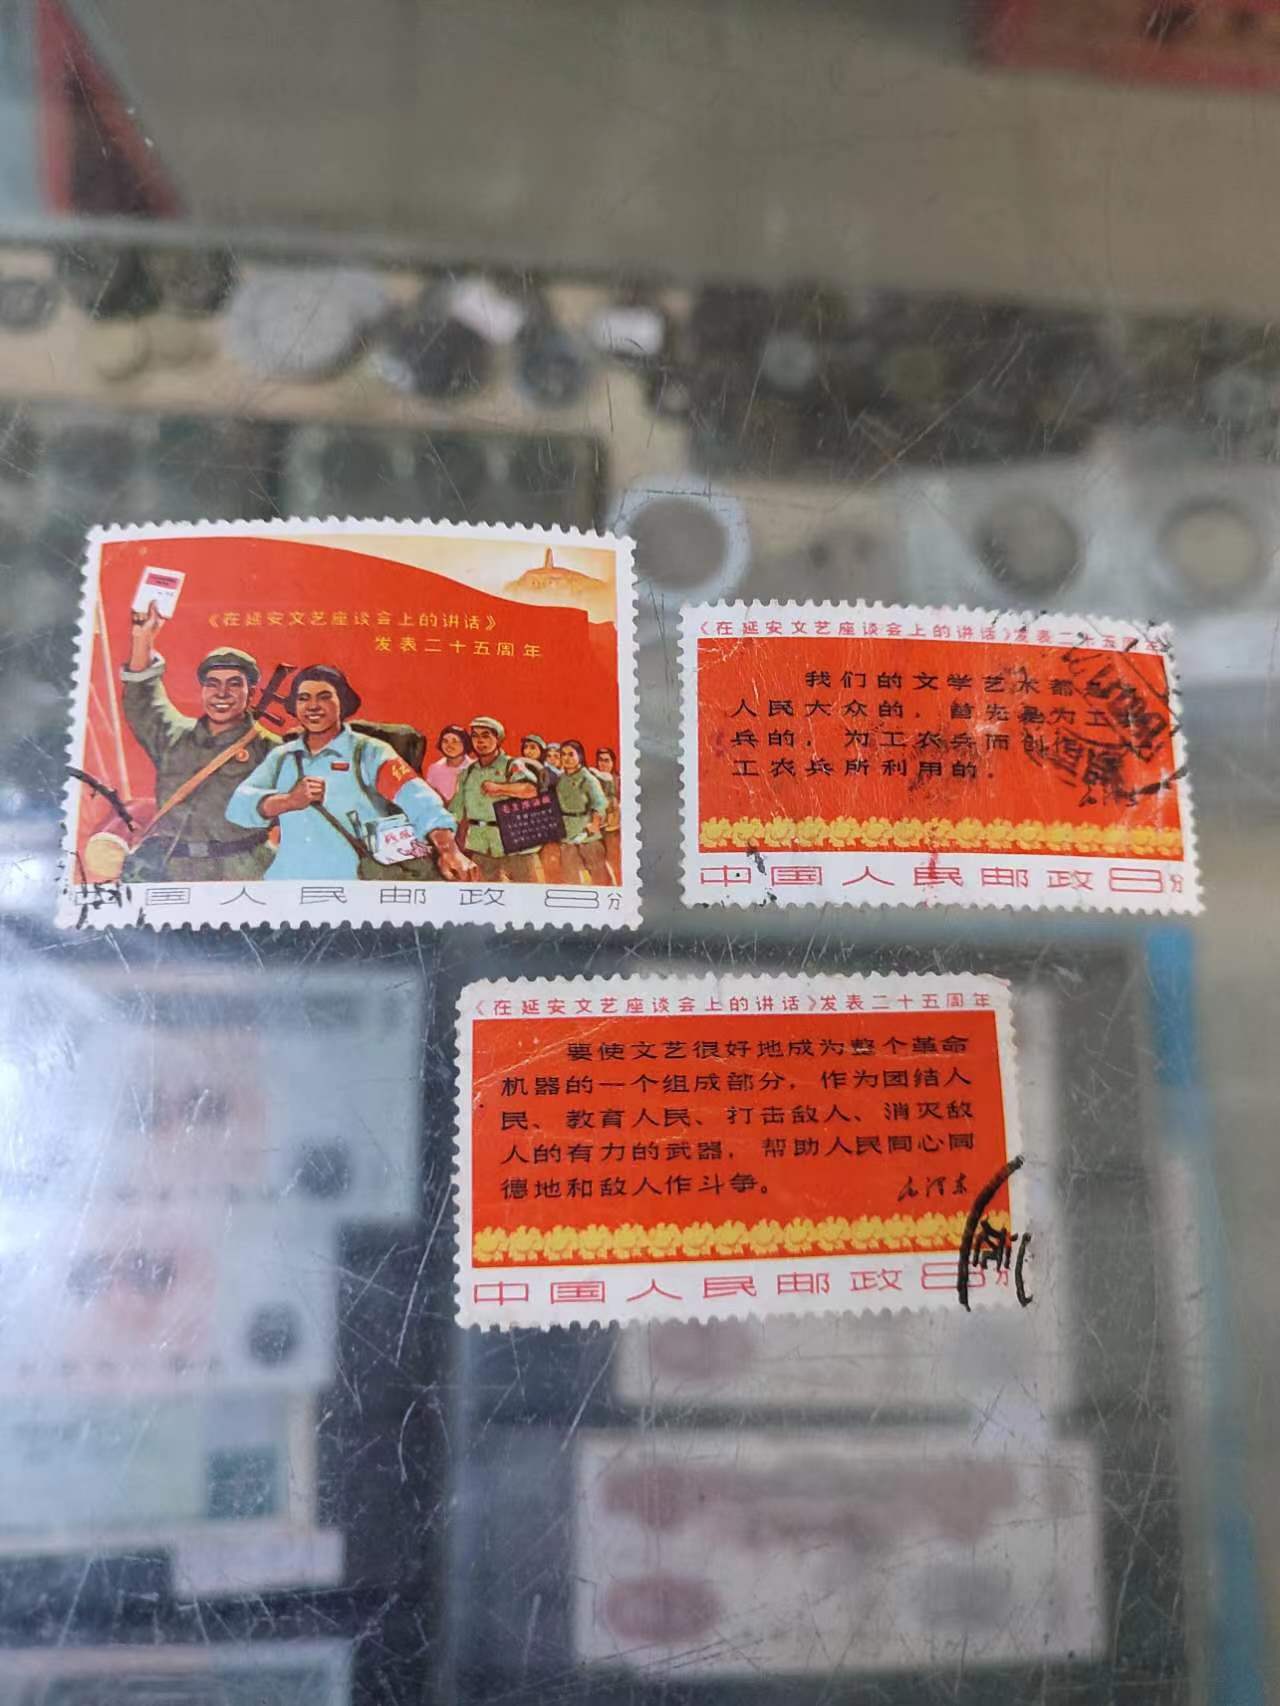 《在延安文艺座谈会上的讲话》
发表二十五周年
中国人民邮政 8分
《在延安文艺座谈会上的讲话》发表二十五周年
我们的文学艺术都是
人民大众的，首先是为工
兵的，为工农兵而创作
工农兵所利用的．
中国人民邮政 8分
《在延安文艺座谈会上的讲话》发表二十五周年
要使文艺很好地成为整个革命
机器的一个组成部分，作为团结人
民、教育人民、打击敌人、消灭敌
人的有力的武器，帮助人民同心同
德地和敌人作斗争。
毛泽东
中国人民邮政 8分